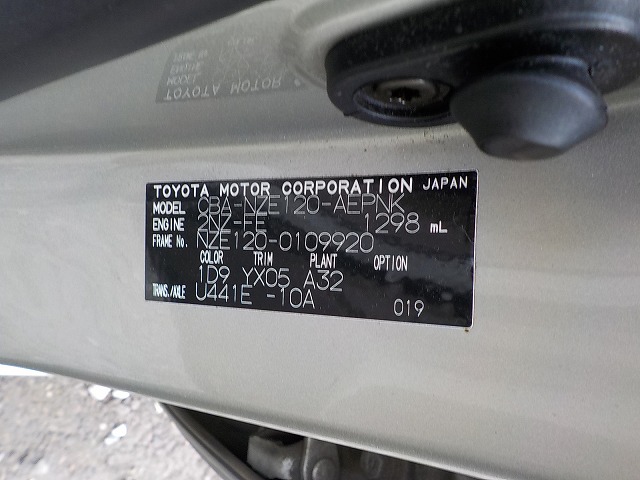 TOYOTA MOTOR CORPORATION JAPAN
MODEL CBA-NZE120-AEPNK
ENGINE 2NZ-FE 1298 mL
FRAME No. NZE120-0109920
COLOR TRIM PLANT OPTION
1D9 YX05 A32
TRANS./AXLE U441E -10A
019